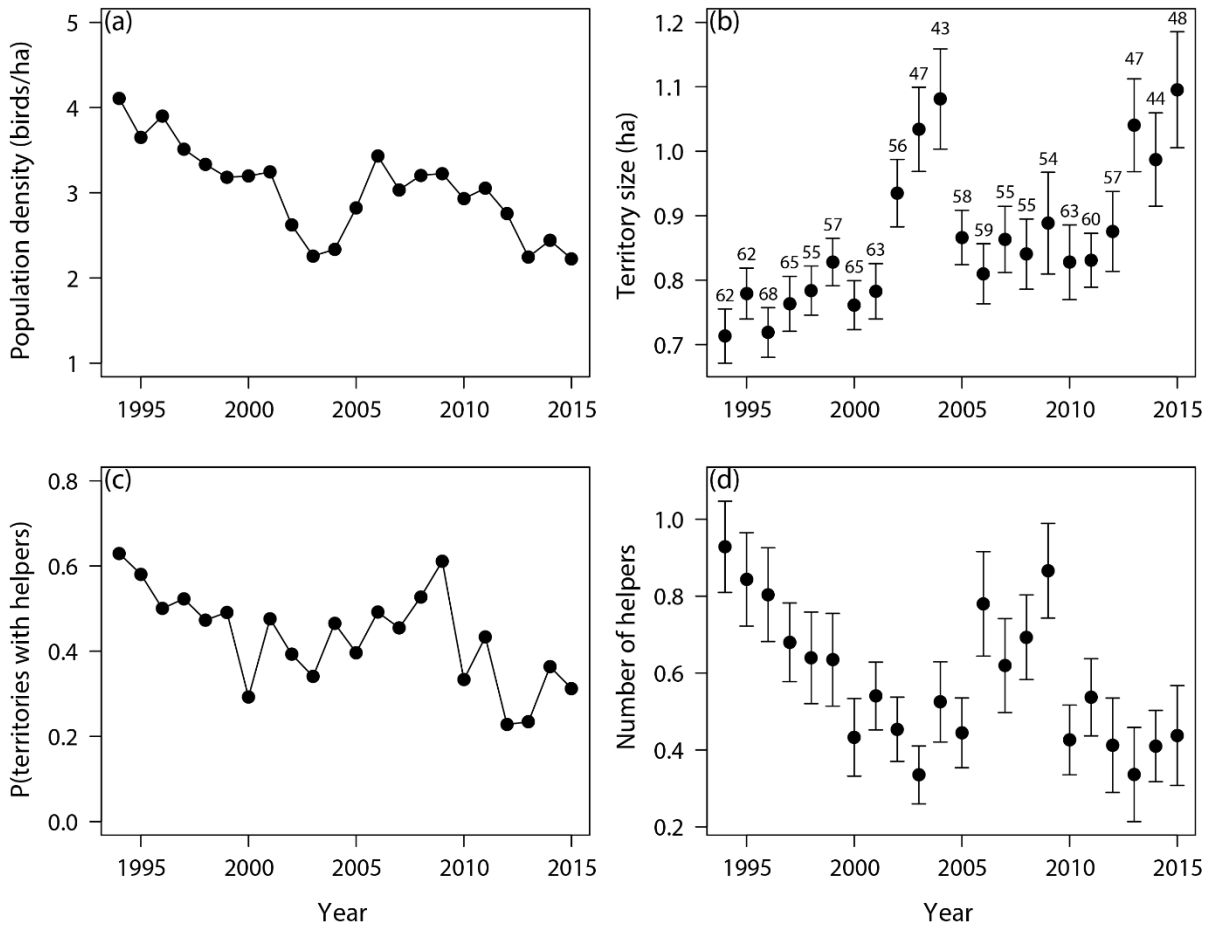 (a)
Population density (birds/ha)
5
4
3
2
1
1995 2000 2005 2010 2015
(b)
Territory size (ha)
1.2
1.1
1.0
0.9
0.8
0.7
62 62 68 65 55 57 65 63 56 47 43 58 59 55 55 54 63 60 57 47 44 48
1995 2000 2005 2010 2015
(c)
P(territories with helpers)
0.8
0.6
0.4
0.2
0.0
1995 2000 2005 2010 2015
Year
(d)
Number of helpers
1.0
0.8
0.6
0.4
0.2
1995 2000 2005 2010 2015
Year